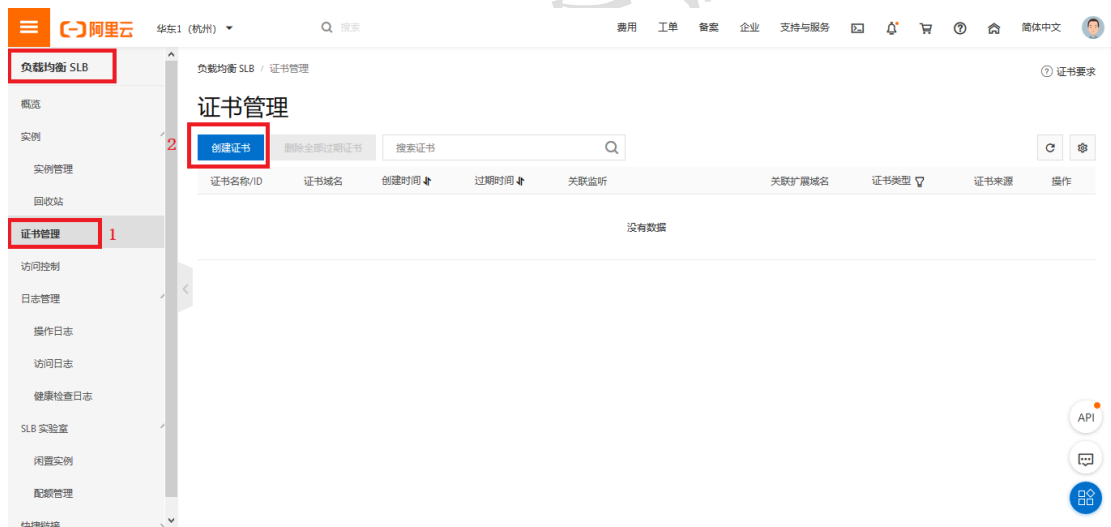 阿里云 华东1 (杭州) 搜索 费用 工单 备案 企业 支持与服务 简体中文
负载均衡 SLB
概览
实例
实例管理
回收站
证书管理 1
访问控制
日志管理
操作日志
访问日志
健康检查日志
SLB 实验室
闲置实例
配额管理
快捷链接
负载均衡 SLB / 证书管理 证书要求
证书管理
2 创建证书 删除全部过期证书 搜索证书
证书名称/ID 证书域名 创建时间 过期时间 关联监听 关联扩展域名 证书类型 证书来源 操作
没有数据
API